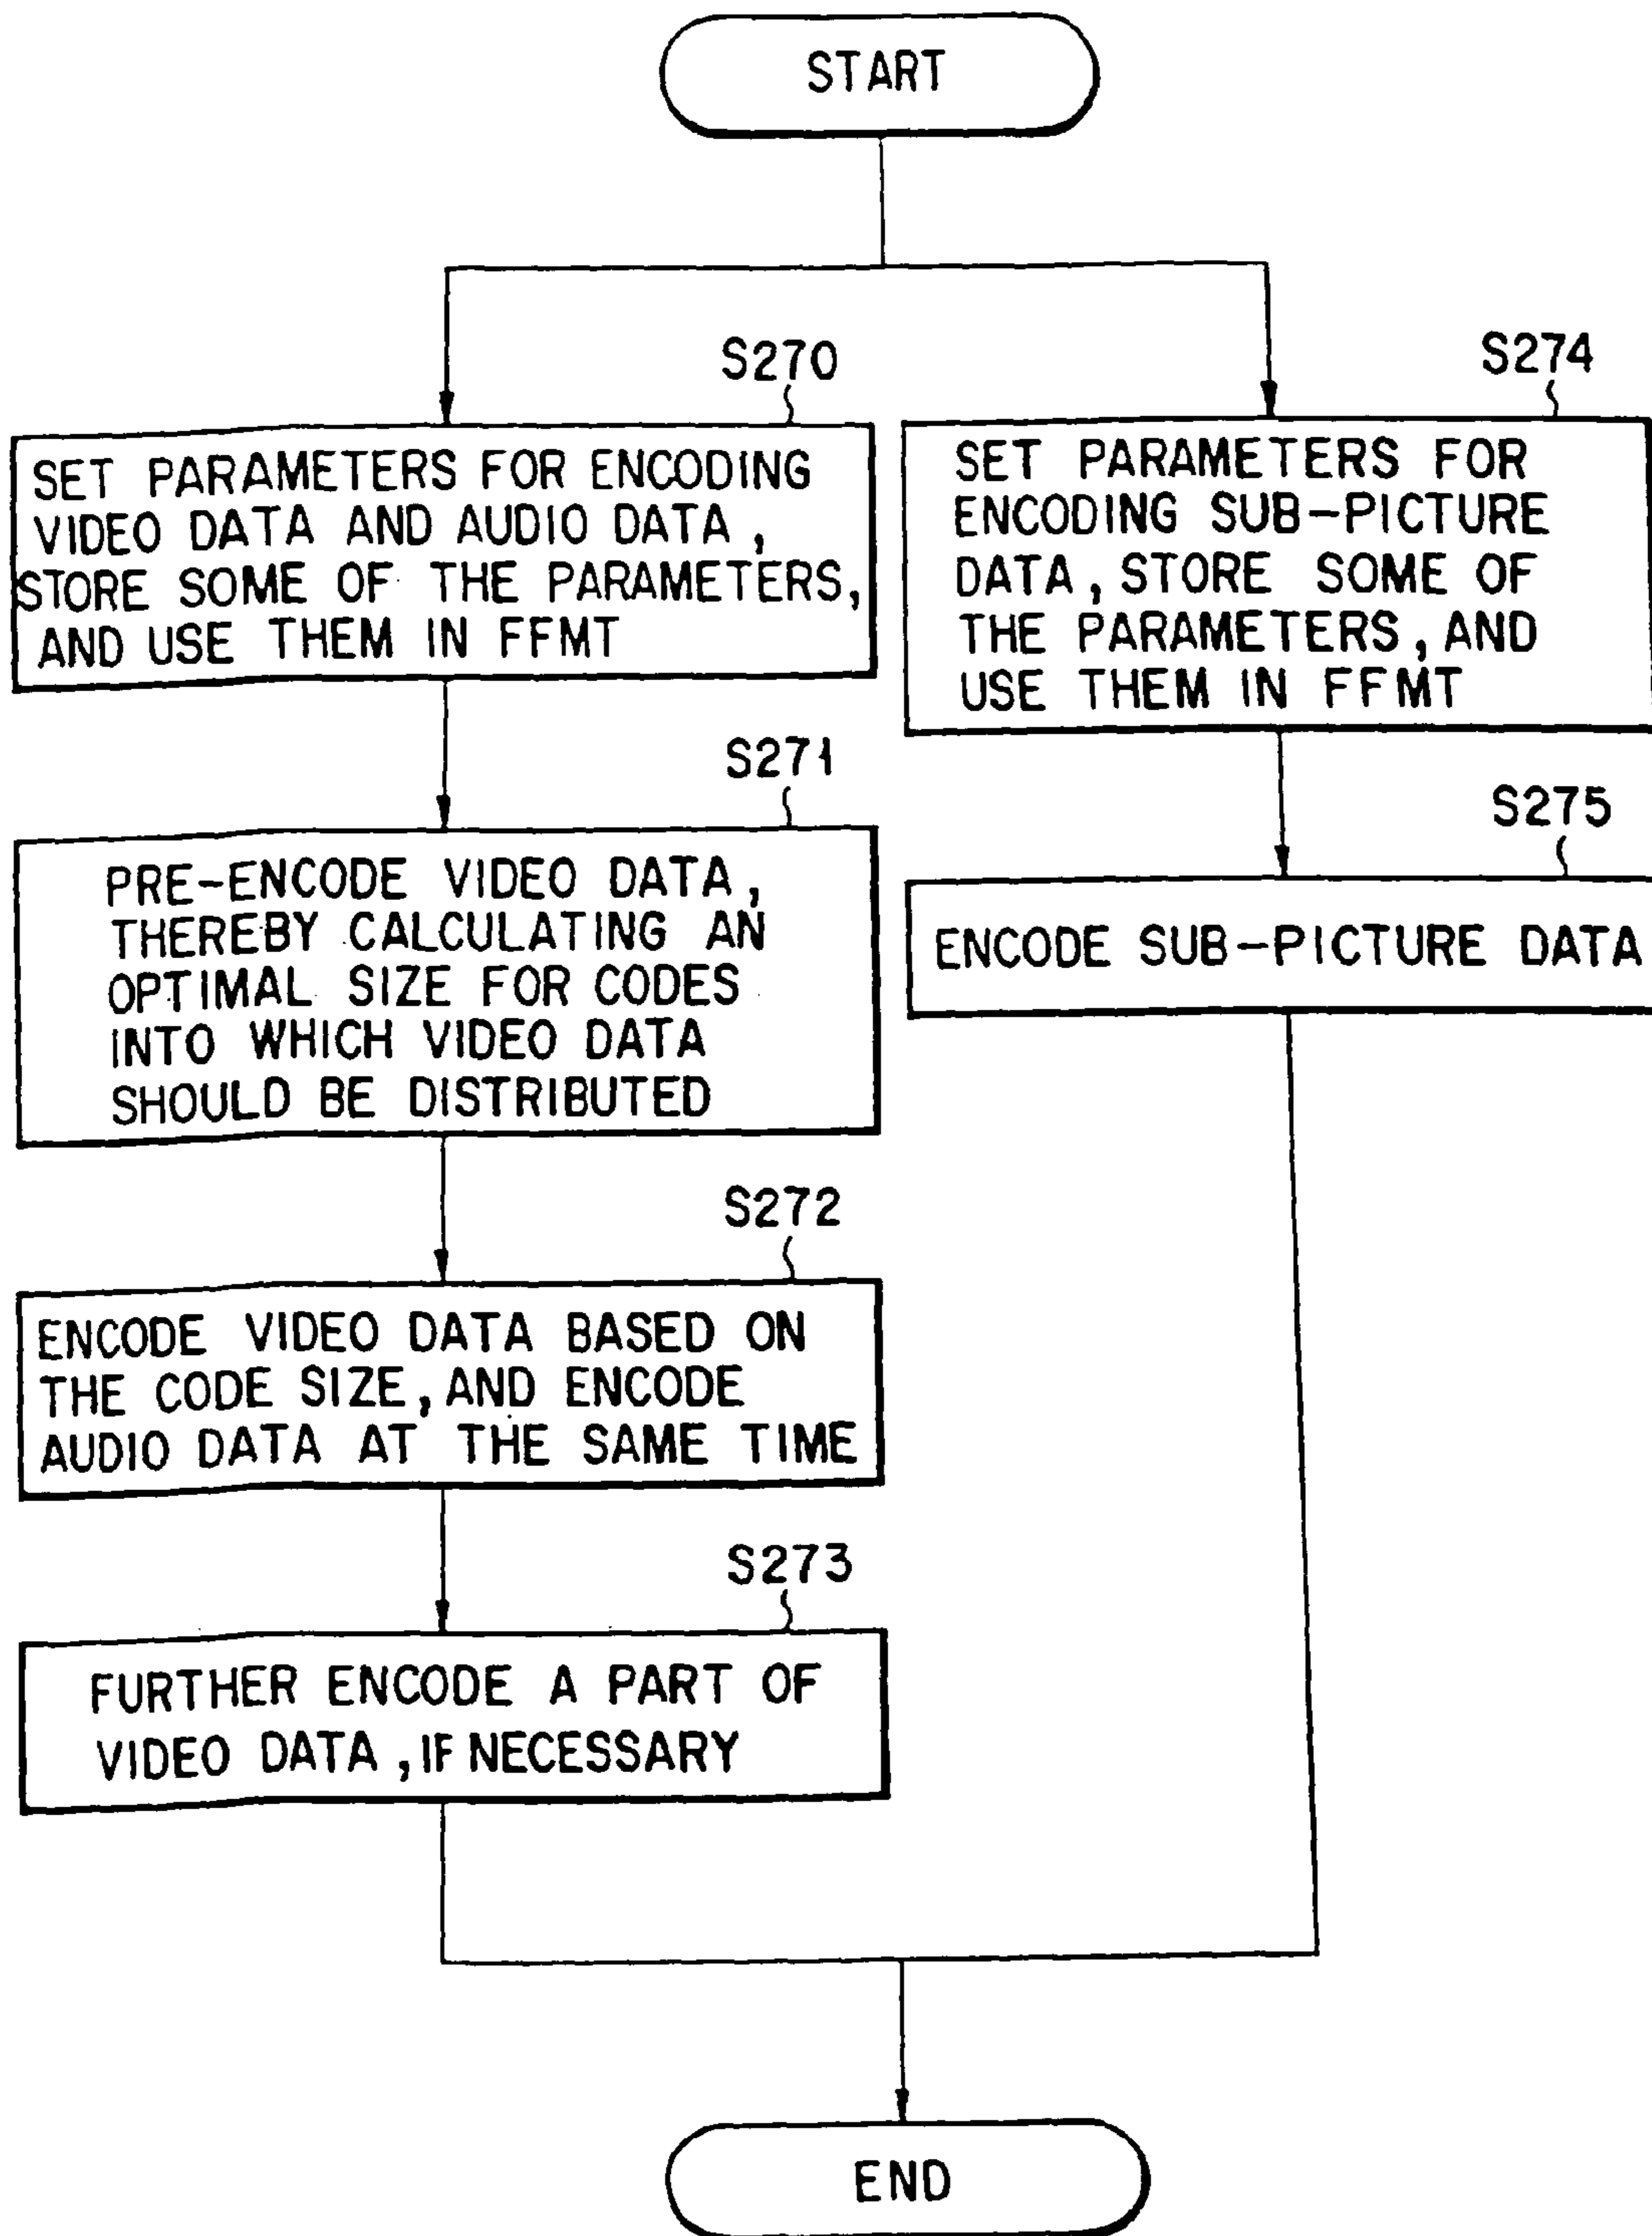 START
S270
SET PARAMETERS FOR ENCODING
VIDEO DATA AND AUDIO DATA,
STORE SOME OF THE PARAMETERS,
AND USE THEM IN FFMT
S271
PRE-ENCODE VIDEO DATA,
THEREBY CALCULATING AN
OPTIMAL SIZE FOR CODES
INTO WHICH VIDEO DATA
SHOULD BE DISTRIBUTED
S272
ENCODE VIDEO DATA BASED ON
THE CODE SIZE, AND ENCODE
AUDIO DATA AT THE SAME TIME
S273
FURTHER ENCODE A PART OF
VIDEO DATA, IF NECESSARY
S274
SET PARAMETERS FOR
ENCODING SUB-PICTURE
DATA, STORE SOME OF
THE PARAMETERS, AND
USE THEM IN FFMT
S275
ENCODE SUB-PICTURE DATA
END